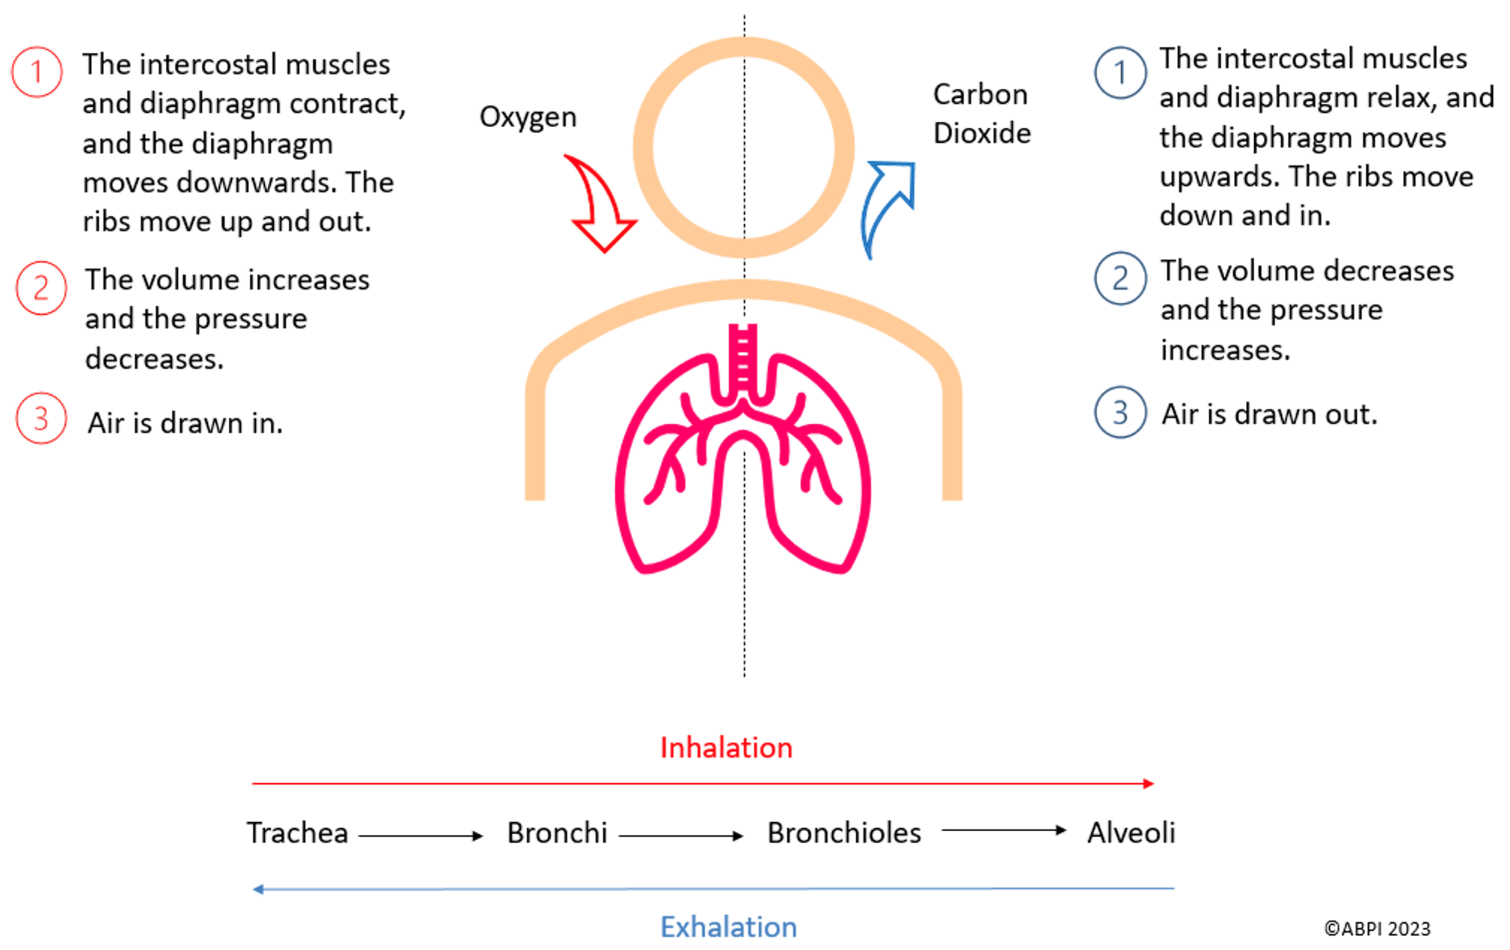 1
The intercostal muscles
and diaphragm contract,
and the diaphragm
moves downwards. The
ribs move up and out.
2
The volume increases
and the pressure
decreases.
3
Air is drawn in.
Oxygen
Carbon
Dioxide
1
The intercostal muscles
and diaphragm relax, and
the diaphragm moves
upwards. The ribs move
down and in.
2
The volume decreases
and the pressure
increases.
3
Air is drawn out.
Inhalation
Trachea Bronchi Bronchioles Alveoli
Exhalation
©ABPI 2023